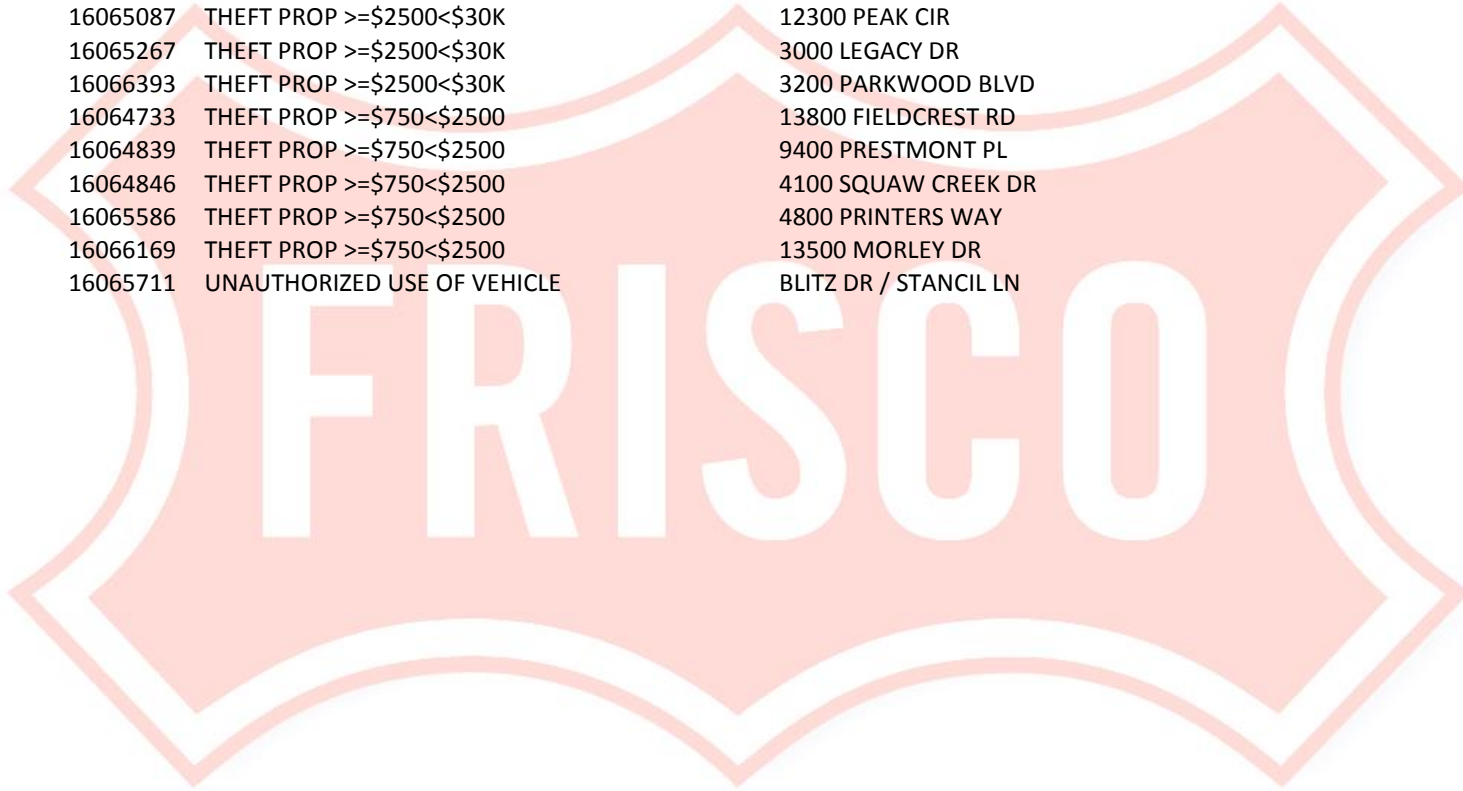 16065087 THEFT PROP >=$2500<$30K 12300 PEAK CIR
16065267 THEFT PROP >=$2500<$30K 3000 LEGACY DR
16066393 THEFT PROP >=$2500<$30K 3200 PARKWOOD BLVD
16064733 THEFT PROP >=$750<$2500 13800 FIELDCREST RD
16064839 THEFT PROP >=$750<$2500 9400 PRESTMONT PL
16064846 THEFT PROP >=$750<$2500 4100 SQUAW CREEK DR
16065586 THEFT PROP >=$750<$2500 4800 PRINTERS WAY
16066169 THEFT PROP >=$750<$2500 13500 MORLEY DR
16065711 UNAUTHORIZED USE OF VEHICLE BLITZ DR / STANCIL LN
FRISCO